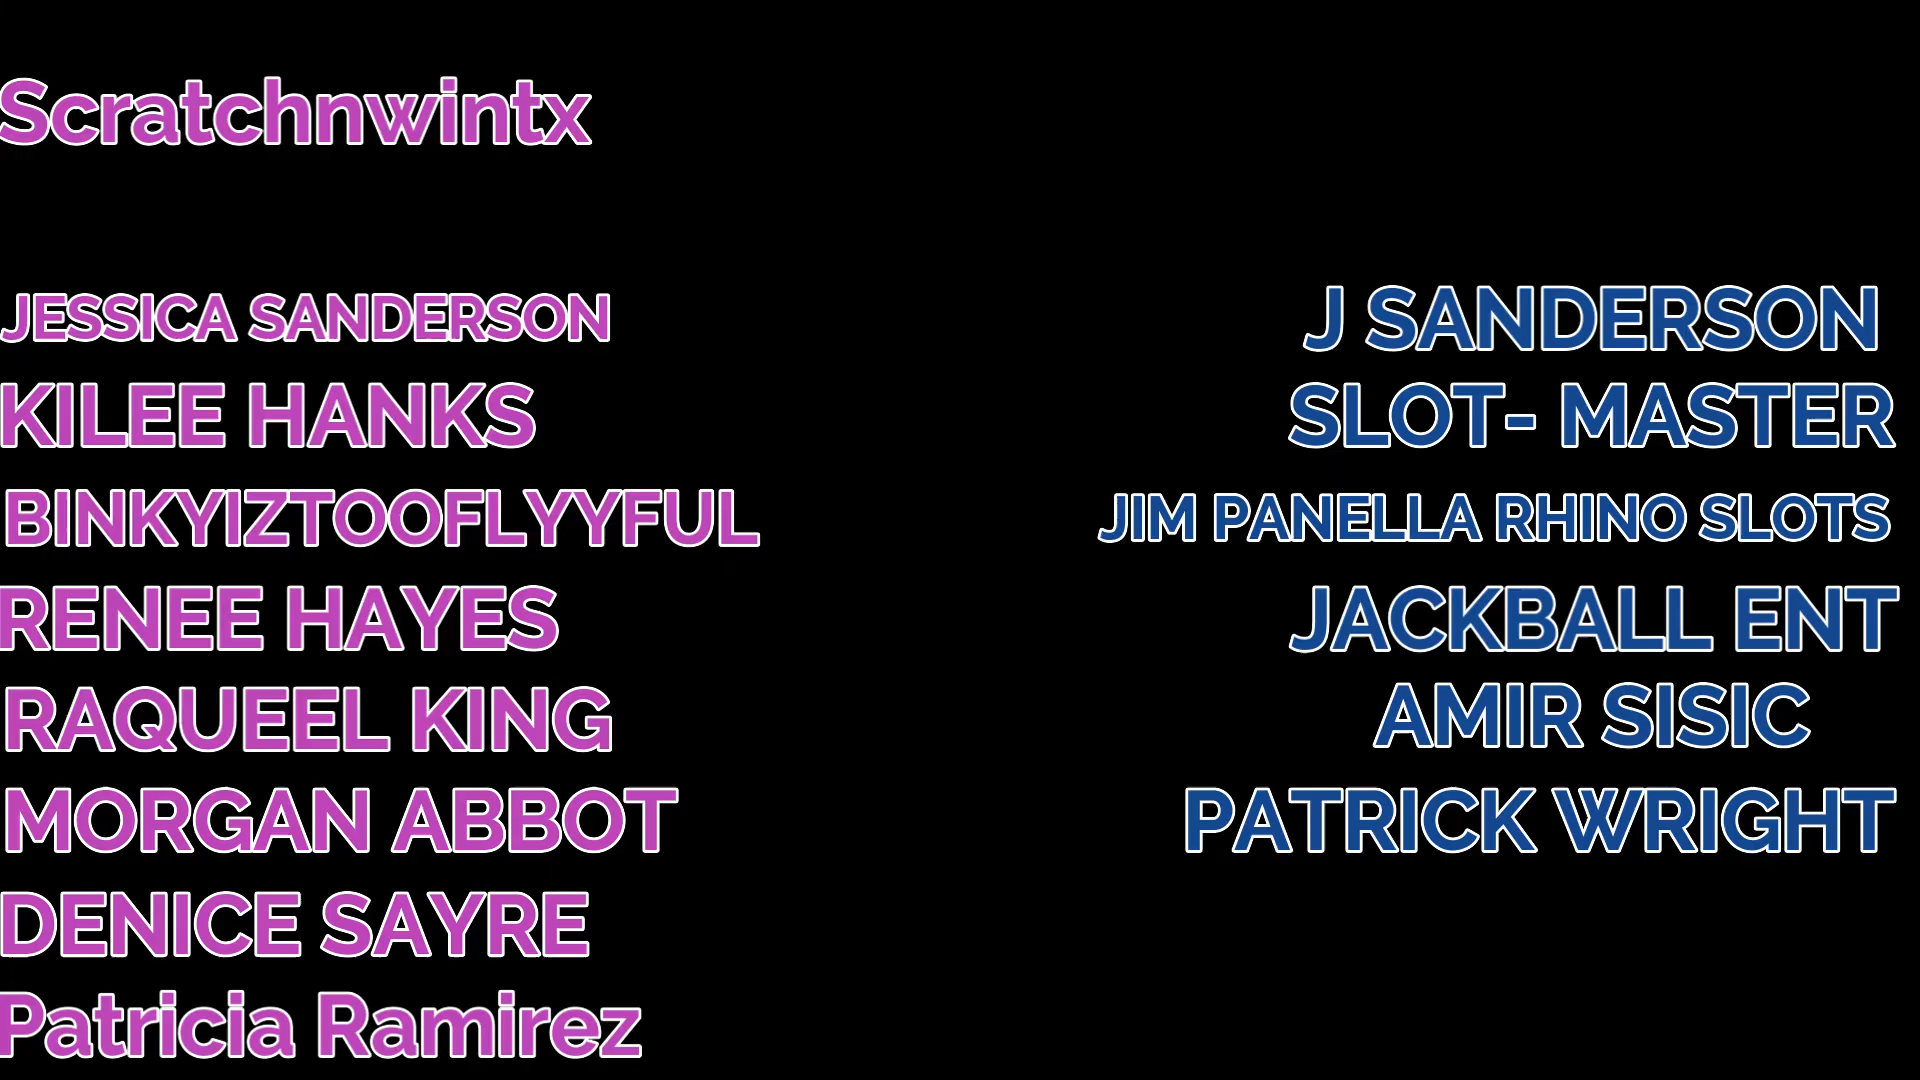 Scratchnwintx
JESSICA SANDERSON
KILEE HANKS
BINKYIZTOOFLYYFUL
RENEE HAYES
RAQUEEL KING
MORGAN ABBOT
DENICE SAYRE
Patricia Ramirez
J SANDERSON
SLOT- MASTER
JIM PANELLA RHINO SLOTS
JACKBALL ENT
AMIR SISIC
PATRICK WRIGHT